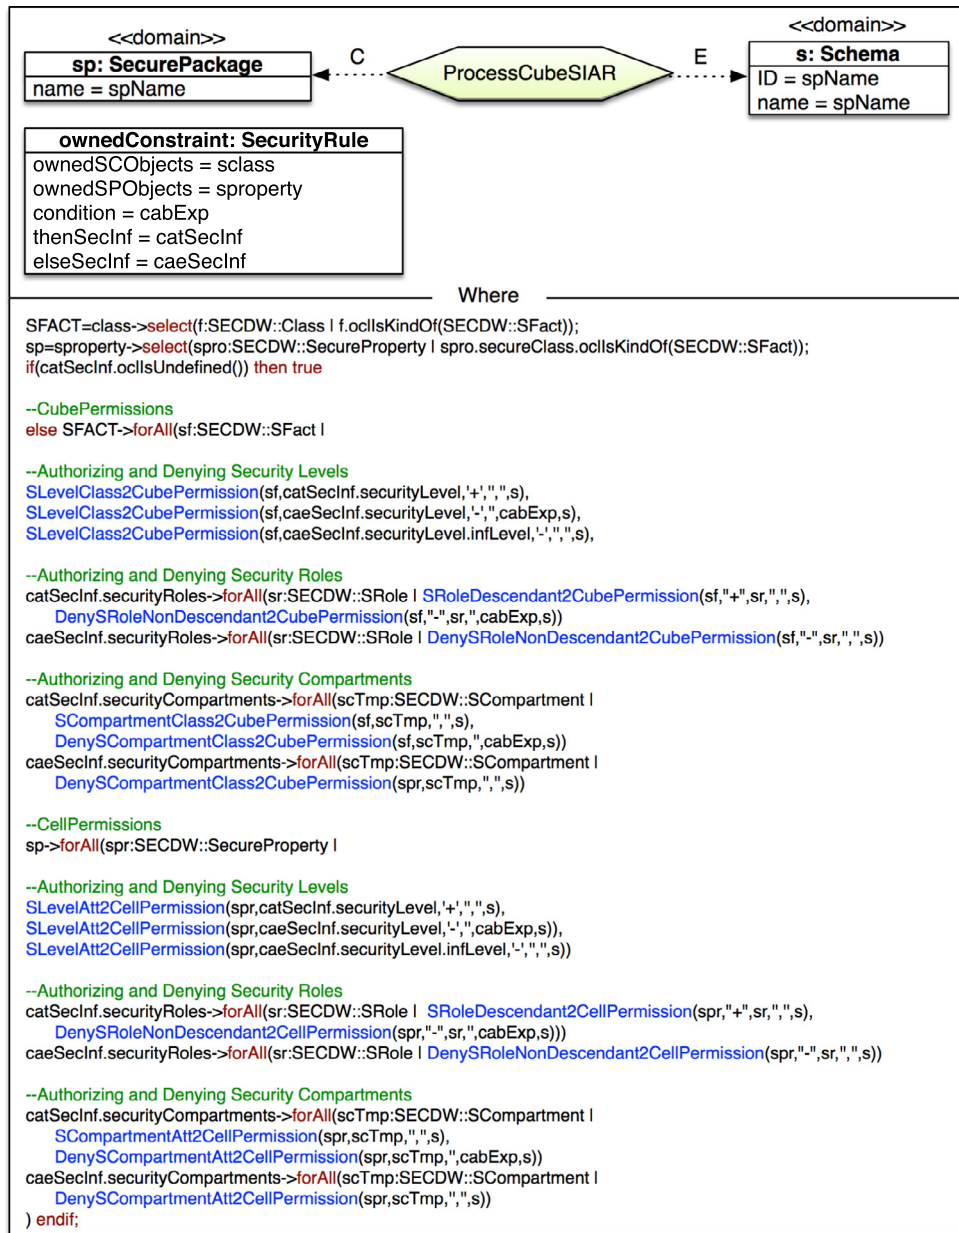 <<domain>>
sp: SecurePackage
name = spName
C
ProcessCubeSIAR
E
<<domain>>
s: Schema
ID = spName
name = spName
ownedConstraint: SecurityRule
ownedSCObjects = sclass
ownedSPObjects = sproperty
condition = cabExp
thenSecInf = catSecInf
elseSecInf = caeSecInf
Where
SFACT=class->select(f:SECDW::Class | f.oclIsKindOf(SECDW::SFact));
sp=sproperty->select(spro:SECDW::SecureProperty | spro.secureClass.oclIsKindOf(SECDW::SFact));
if(catSecInf.oclIsUndefined()) then true
--CubePermissions
else SFACT->forAll(sf:SECDW::SFact |
--Authorizing and Denying Security Levels
SLevelClass2CubePermission(sf,catSecInf.securityLevel,'+','',",s),
SLevelClass2CubePermission(sf,caeSecInf.securityLevel,'-','',cabExp,s),
SLevelClass2CubePermission(sf,caeSecInf.securityLevel.infLevel,'-','','',s),
--Authorizing and Denying Security Roles
catSecInf.securityRoles->forAll(sr:SECDW::SRole | SRoleDescendant2CubePermission(sf,"+",sr,'','',s),
DenySRoleNonDescendant2CubePermission(sf,"-",sr,'',cabExp,s))
caeSecInf.securityRoles->forAll(sr:SECDW::SRole | DenySRoleNonDescendant2CubePermission(sf,"-",sr,'','',s))
--Authorizing and Denying Security Compartments
catSecInf.securityCompartments->forAll(scTmp:SECDW::SCompartment |
SCompartmentClass2CubePermission(sf,scTmp,'','',s),
DenySCompartmentClass2CubePermission(sf,scTmp,'',cabExp,s))
caeSecInf.securityCompartments->forAll(scTmp:SECDW::SCompartment |
DenySCompartmentClass2CubePermission(spr,scTmp,'','',s))
--CellPermissions
sp->forAll(spr:SECDW::SecureProperty |
--Authorizing and Denying Security Levels
SLevelAtt2CellPermission(spr,catSecInf.securityLevel,'+','','',s),
SLevelAtt2CellPermission(spr,caeSecInf.securityLevel,'-','',cabExp,s)),
SLevelAtt2CellPermission(spr,caeSecInf.securityLevel.infLevel,'-','','',s))
--Authorizing and Denying Security Roles
catSecInf.securityRoles->forAll(sr:SECDW::SRole | SRoleDescendant2CellPermission(spr,"+",sr,'','',s),
DenySRoleNonDescendant2CellPermission(spr,"-",sr,'',cabExp,s)))
caeSecInf.securityRoles->forAll(sr:SECDW::SRole | DenySRoleNonDescendant2CellPermission(spr,"-",sr,'','',s))
--Authorizing and Denying Security Compartments
catSecInf.securityCompartments->forAll(scTmp:SECDW::SCompartment |
SCompartmentAtt2CellPermission(spr,scTmp,'','',s),
DenySCompartmentAtt2CellPermission(spr,scTmp,'',cabExp,s))
caeSecInf.securityCompartments->forAll(scTmp:SECDW::SCompartment |
DenySCompartmentAtt2CellPermission(spr,scTmp,'','',s))
) endif;